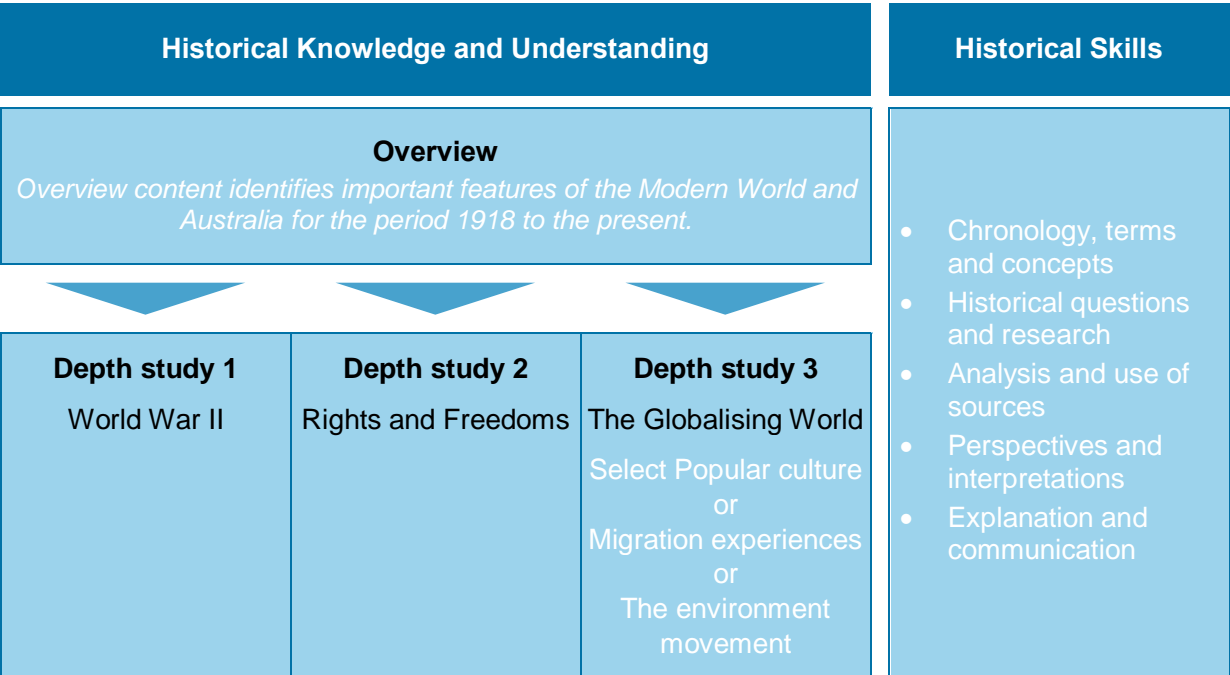 Historical Knowledge and Understanding
Historical Skills
Overview
Overview content identifies important features of the Modern World and
Australia for the period 1918 to the present.
Depth study 1
World War II
Depth study 2
Rights and Freedoms
Depth study 3
The Globalising World
Select Popular culture
or
Migration experiences
or
The environment
movement
• Chronology, terms
and concepts
• Historical questions
and research
• Analysis and use of
sources
• Perspectives and
interpretations
• Explanation and
communication